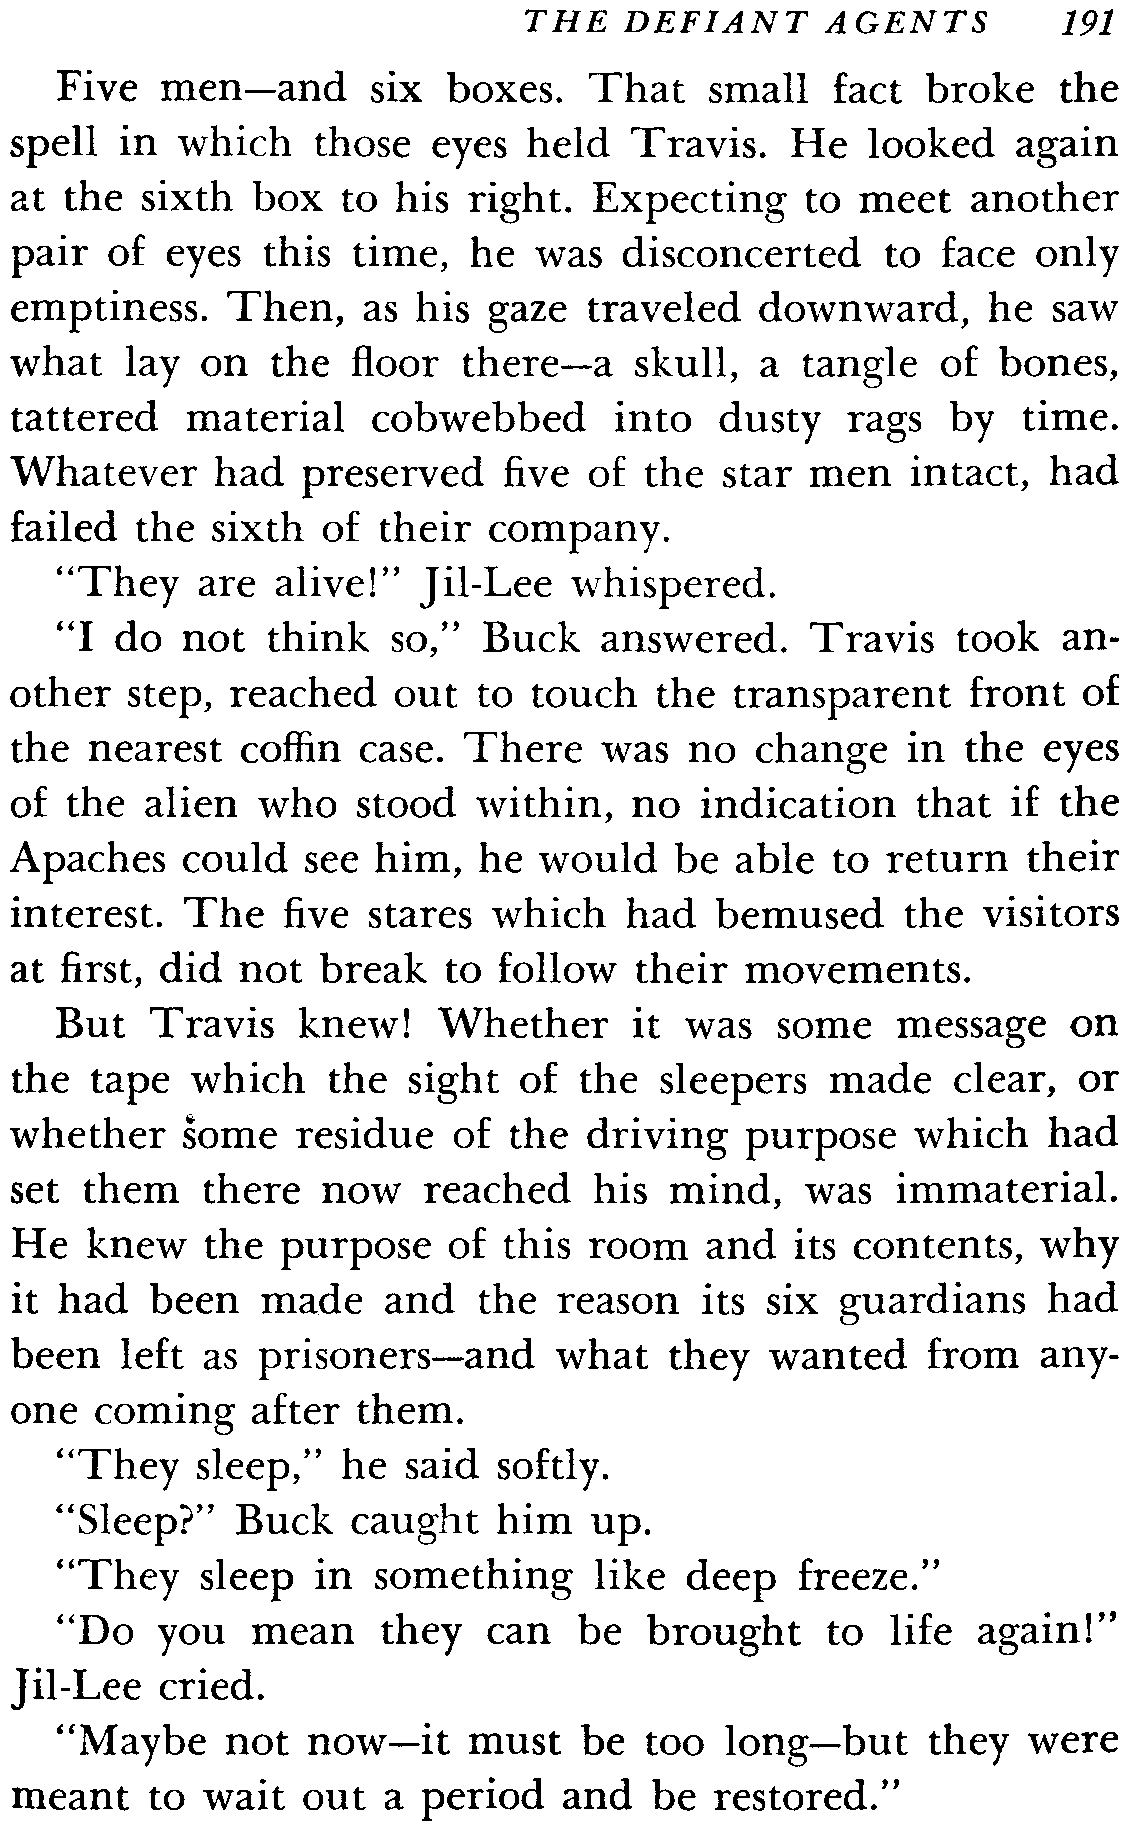 THE DEFIANT AGENTS 191
Five men—and six boxes. That small fact broke the
spell in which those eyes held Travis. He looked again
at the sixth box to his right. Expecting to meet another
pair of eyes this time, he was disconcerted to face only
emptiness. Then, as his gaze traveled downward, he saw
what lay on the floor there—a skull, a tangle of bones,
tattered material cobwebbed into dusty rags by time.
Whatever had preserved five of the star men intact, had
failed the sixth of their company.
"They are alive!" Jil-Lee whispered.
"I do not think so," Buck answered. Travis took an-
other step, reached out to touch the transparent front of
the nearest coffin case. There was no change in the eyes
of the alien who stood within, no indication that if the
Apaches could see him, he would be able to return their
interest. The five stares which had bemused the visitors
at first, did not break to follow their movements.
But Travis knew! Whether it was some message on
the tape which the sight of the sleepers made clear, or
whether some residue of the driving purpose which had
set them there now reached his mind, was immaterial.
He knew the purpose of this room and its contents, why
it had been made and the reason its six guardians had
been left as prisoners—and what they wanted from any-
one coming after them.
"They sleep," he said softly.
"Sleep?" Buck caught him up.
"They sleep in something like deep freeze."
"Do you mean they can be brought to life again!"
Jil-Lee cried.
"Maybe not now—it must be too long—but they were
meant to wait out a period and be restored."